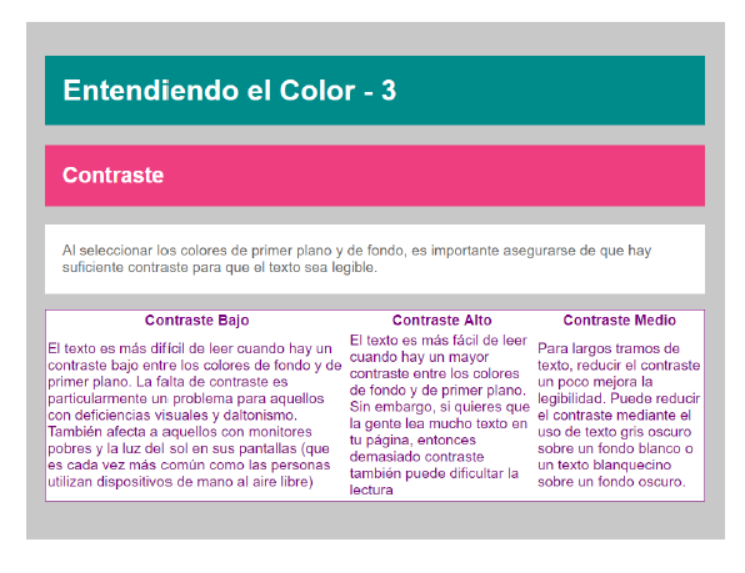 Entendiendo el Color - 3
Contraste
Al seleccionar los colores de primer plano y de fondo, es importante asegurarse de que hay
suficiente contraste para que el texto sea legible.
Contraste Bajo
El texto es más difícil de leer cuando hay un
contraste bajo entre los colores de fondo y de
primer plano. La falta de contraste es
particularmente un problema para aquellos
con deficiencias visuales y daltonismo.
También afecta a aquellos con monitores
pobres y la luz del sol en sus pantallas (que
es cada vez más común como las personas
utilizan dispositivos de mano al aire libre)
Contraste Alto
El texto es más fácil de leer
cuando hay un mayor
contraste entre los colores
de fondo y de primer plano.
Sin embargo, si quieres que
la gente lea mucho texto en
tu página, entonces
demasiado contraste
también puede dificultar la
lectura
Contraste Medio
Para largos tramos de
texto, reducir el contraste
un poco mejora la
legibilidad. Puede reducir
el contraste mediante el
uso de texto gris oscuro
sobre un fondo blanco o
un texto blanquecino
sobre un fondo oscuro.